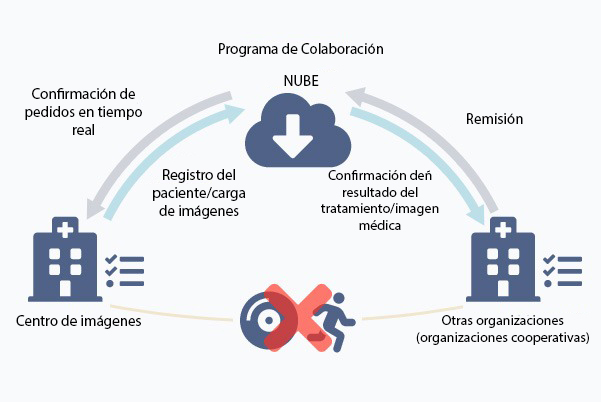 Programa de Colaboración
NUBE
Confirmación de
pedidos en tiempo
real
Remisión
Registro del
paciente/carga
de imágenes
Confirmación deń
resultado del
tratamiento/imagen
médica
Centro de imágenes
Otras organizaciones
(organizaciones cooperativas)